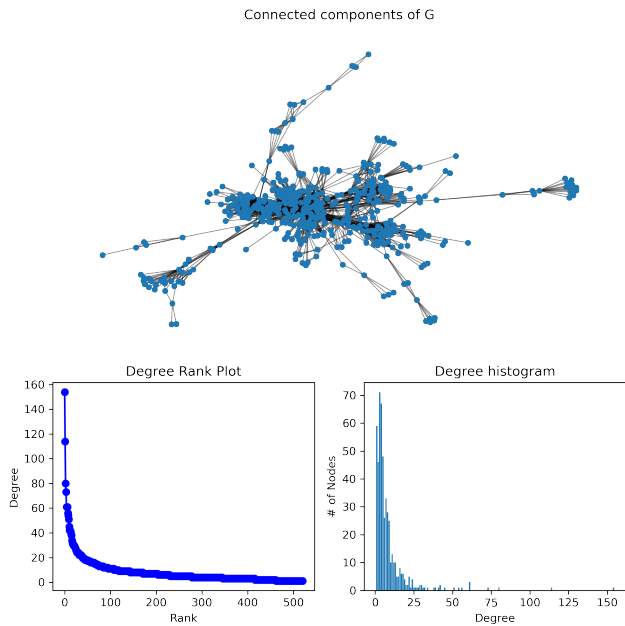 Connected components of G
Degree Rank Plot
160
140
120
100
80
60
40
20
0
Degree
0 100 200 300 400 500
Rank
Degree histogram
70
60
50
40
30
20
10
0
# of Nodes
0 25 50 75 100 125 150
Degree